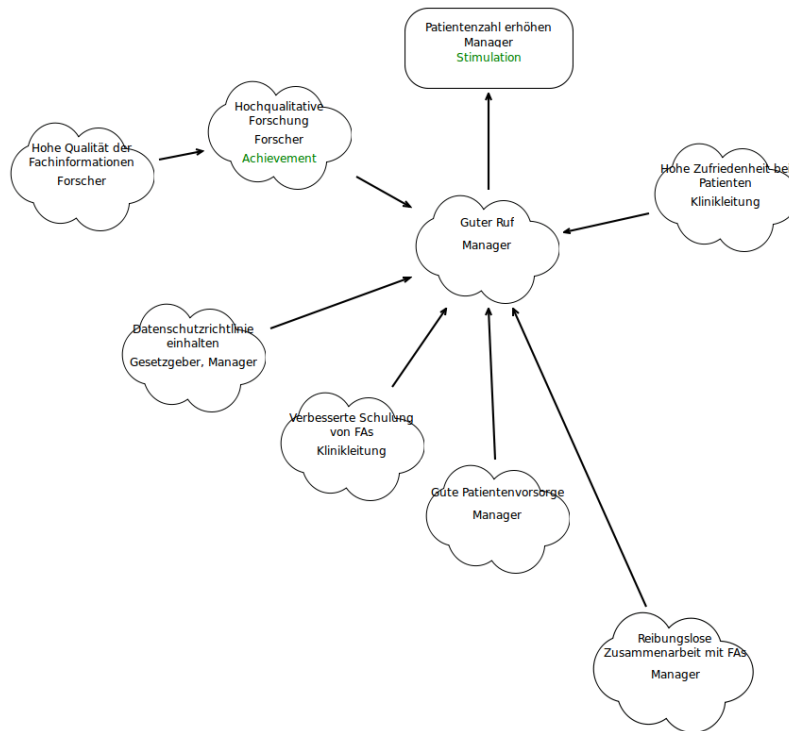 Patientenzahl erhöhen
Manager
Stimulation
Hochqualitative
Forschung
Forscher
Achievement
Hohe Qualität der
Fachinformationen
Forscher
Hohe Zufriedenheit bei
Patienten
Klinikleitung
Guter Ruf
Manager
Datenschutzrichtlinie
einhalten
Gesetzgeber, Manager
Verbesserte Schulung
von FAs
Klinikleitung
Gute Patientenvorsorge
Manager
Reibungslose
Zusammenarbeit mit FAs
Manager